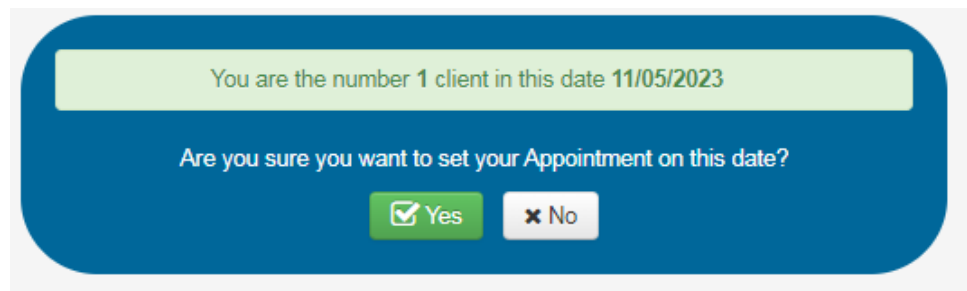 You are the number 1 client in this date 11/05/2023
Are you sure you want to set your Appointment on this date?
Yes
No